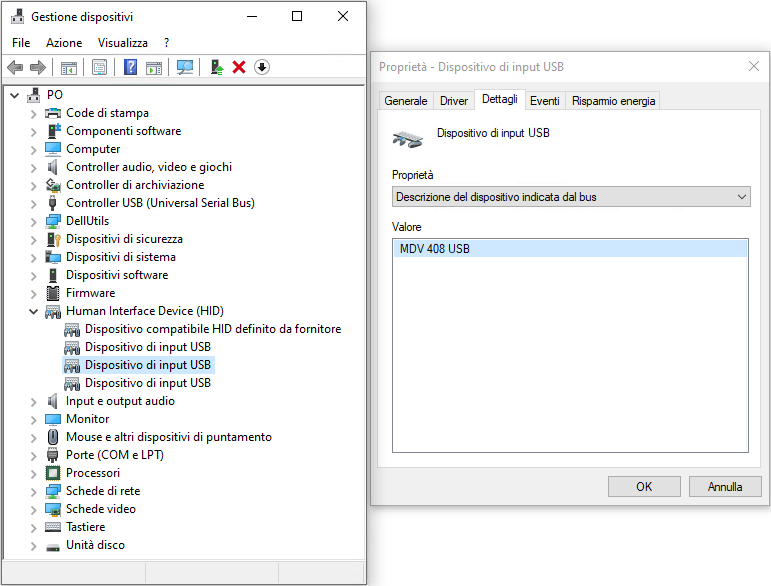 Gestione dispositivi
File Azione Visualizza ?
PO
Code di stampa
Componenti software
Computer
Controller audio, video e giochi
Controller di archiviazione
Controller USB (Universal Serial Bus)
DellUtils
Dispositivi di sicurezza
Dispositivi di sistema
Dispositivi software
Firmware
Human Interface Device (HID)
Dispositivo compatibile HID definito da fornitore
Dispositivo di input USB
Dispositivo di input USB
Dispositivo di input USB
Input e output audio
Monitor
Mouse e altri dispositivi di puntamento
Porte (COM e LPT)
Processori
Schede di rete
Schede video
Tastiere
Unità disco
Proprietà - Dispositivo di input USB
Generale Driver Dettagli Eventi Risparmio energia
Dispositivo di input USB
Proprietà
Descrizione del dispositivo indicata dal bus
Valore
MDV 408 USB
OK Annulla